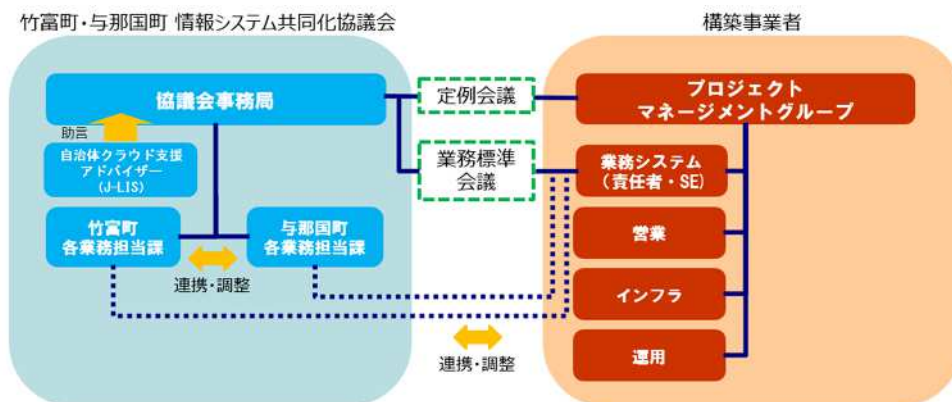 竹富町・与那国町 情報システム共同化協議会
構築事業者
協議会事務局
助言
自治体クラウド支援
アドバイザー
(J-LIS)
竹富町
各業務担当課
与那国町
各業務担当課
連携・調整
定例会議
業務標準
会議
連携・調整
プロジェクト
マネージメントグループ
業務システム
(責任者・SE)
営業
インフラ
運用